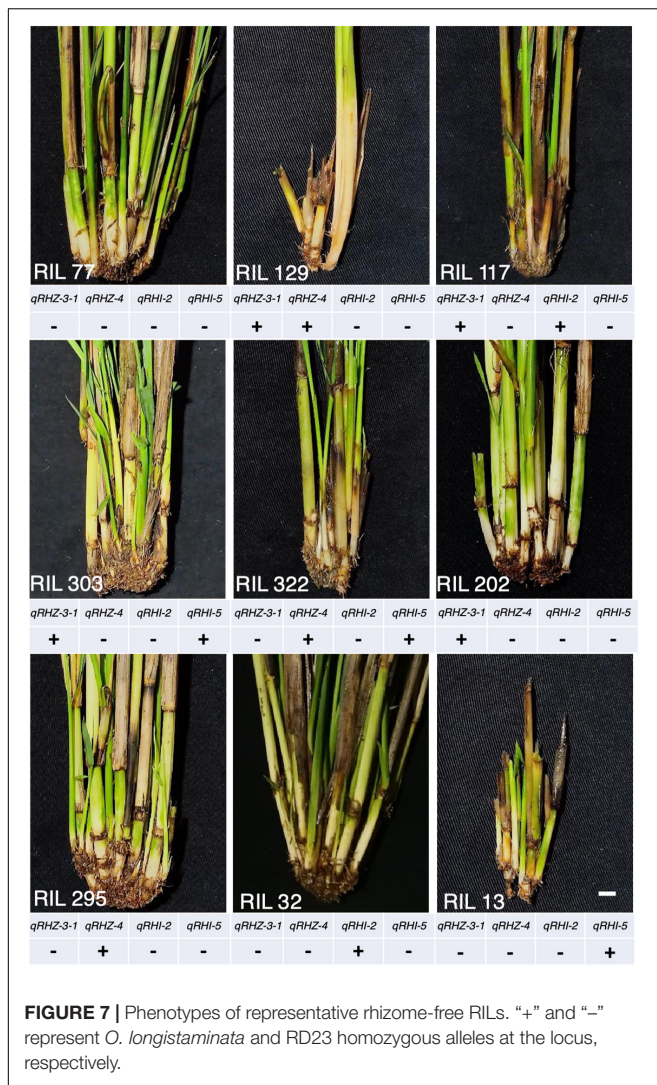 RIL 77 RIL 129 RIL 117
qRHZ-3-1 qRHZ-4 qRHI-2 qRHI-5 qRHZ-3-1 qRHZ-4 qRHI-2 qRHI-5 qRHZ-3-1 qRHZ-4 qRHI-2 qRHI-5
- - - - + + - - + - + -
RIL 303 RIL 322 RIL 202
qRHZ-3-1 qRHZ-4 qRHI-2 qRHI-5 qRHZ-3-1 qRHZ-4 qRHI-2 qRHI-5 qRHZ-3-1 qRHZ-4 qRHI-2 qRHI-5
+ - - + - + - + + - - -
RIL 295 RIL 32 RIL 13
qRHZ-3-1 qRHZ-4 qRHI-2 qRHI-5 qRHZ-3-1 qRHZ-4 qRHI-2 qRHI-5 qRHZ-3-1 qRHZ-4 qRHI-2 qRHI-5
- + - - - - + - - - - +
FIGURE 7 | Phenotypes of representative rhizome-free RILs. “+” and “–”
represent O. longistaminata and RD23 homozygous alleles at the locus,
respectively.